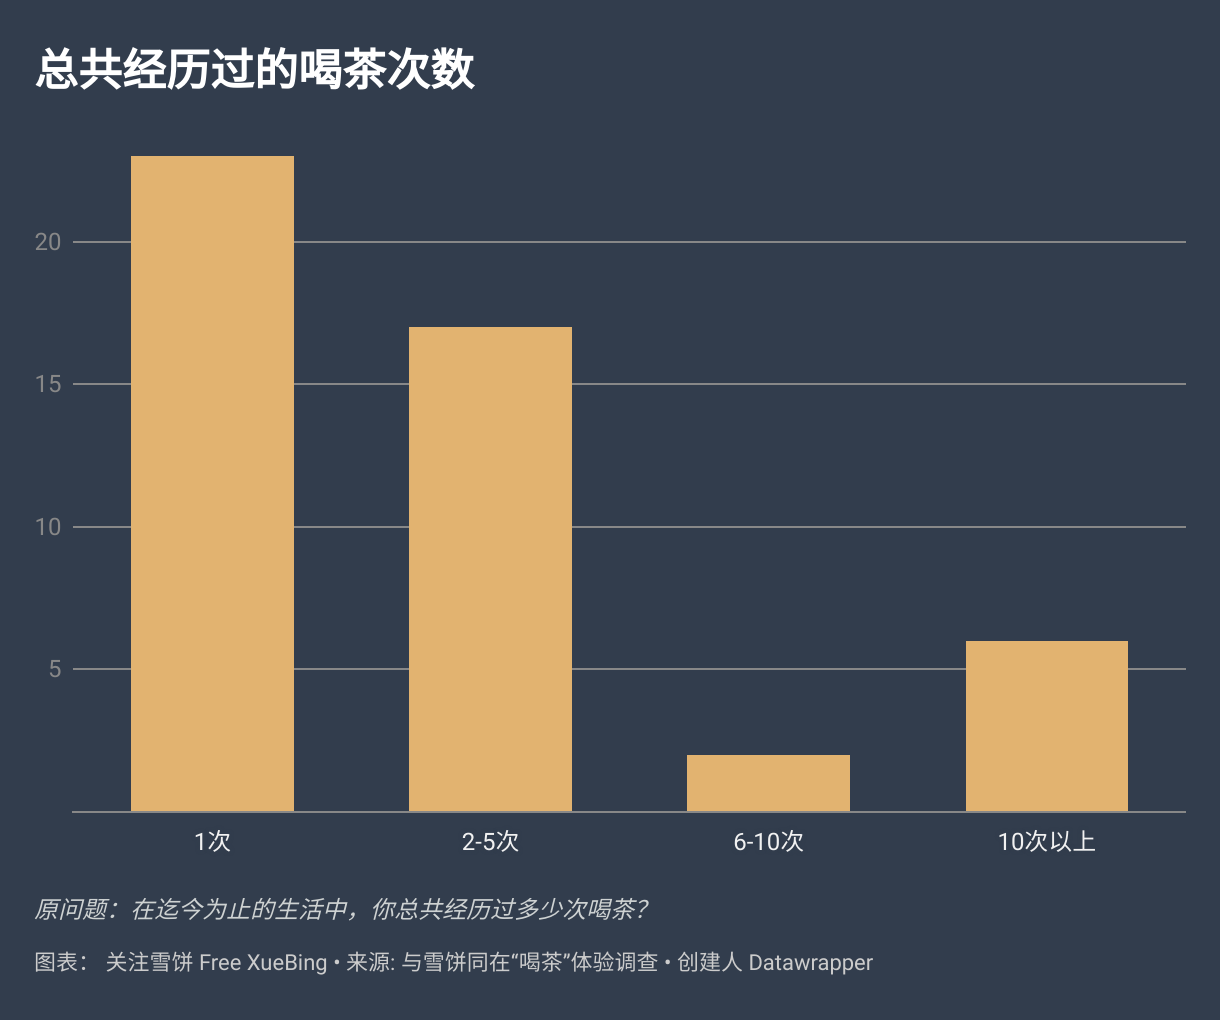 总共经历过的喝茶次数
20
15
10
5
1次 2-5次 6-10次 10次以上
原问题：在迄今为止的生活中，你总共经历过多少次喝茶？
图表： 关注雪饼 Free XueBing • 来源: 与雪饼同在“喝茶”体验调查 • 创建人 Datawrapper